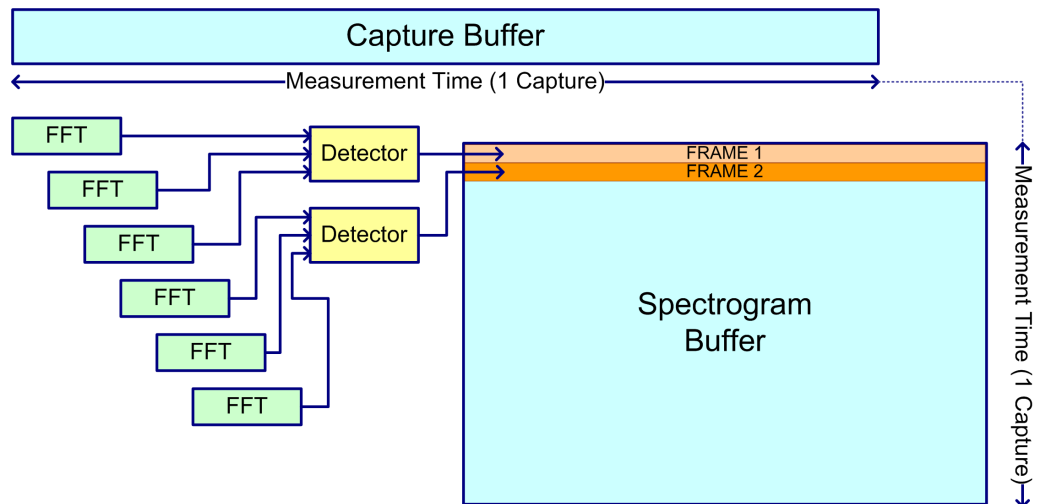 Capture Buffer
Measurement Time (1 Capture)
FFT
Detector
FRAME 1
FRAME 2
FFT
FFT
Detector
FFT
FFT
FFT
Spectrogram
Buffer
Measurement Time (1 Capture)